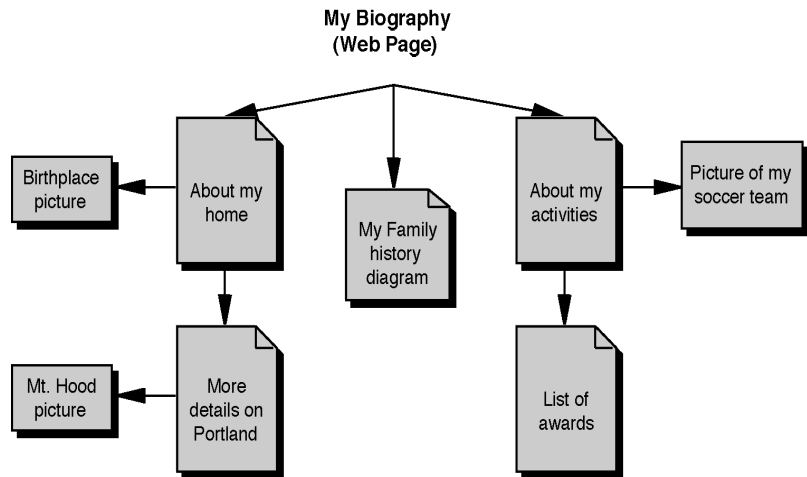 My Biography
(Web Page)
Birthplace
picture
About my
home
My Family
history
diagram
About my
activities
Picture of my
soccer team
Mt. Hood
picture
More
details on
Portland
List of
awards